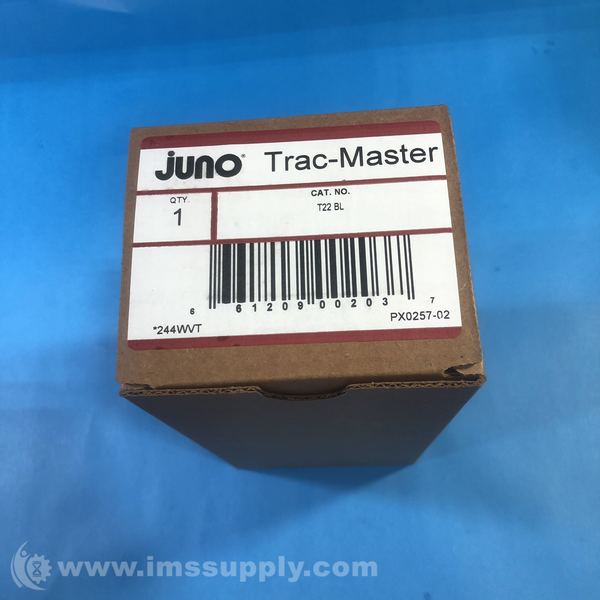 juno® Trac-Master
QTY.
1
CAT. NO.
T22 BL
6 61209 00203 7
*244WVT
PX0257-02
www.imssupply.com